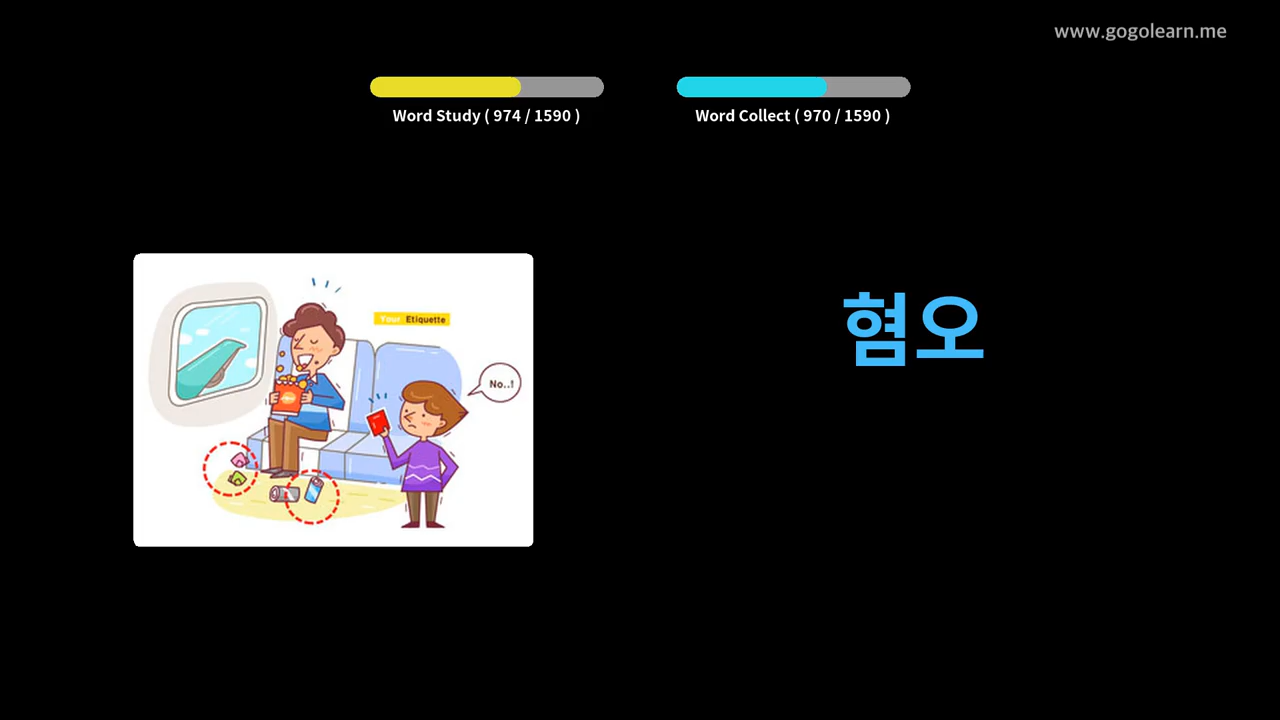 www.gogolearn.me
Word Study ( 974 / 1590 )
Word Collect ( 970 / 1590 )
Your Etiquette
No..!
혐오